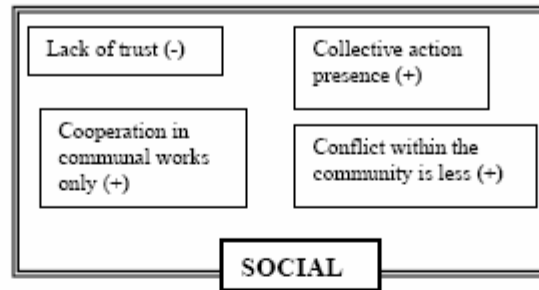 Lack of trust (-)
Collective action
presence (+)
Cooperation in
communal works
only (+)
Conflict within the
community is less (+)
SOCIAL